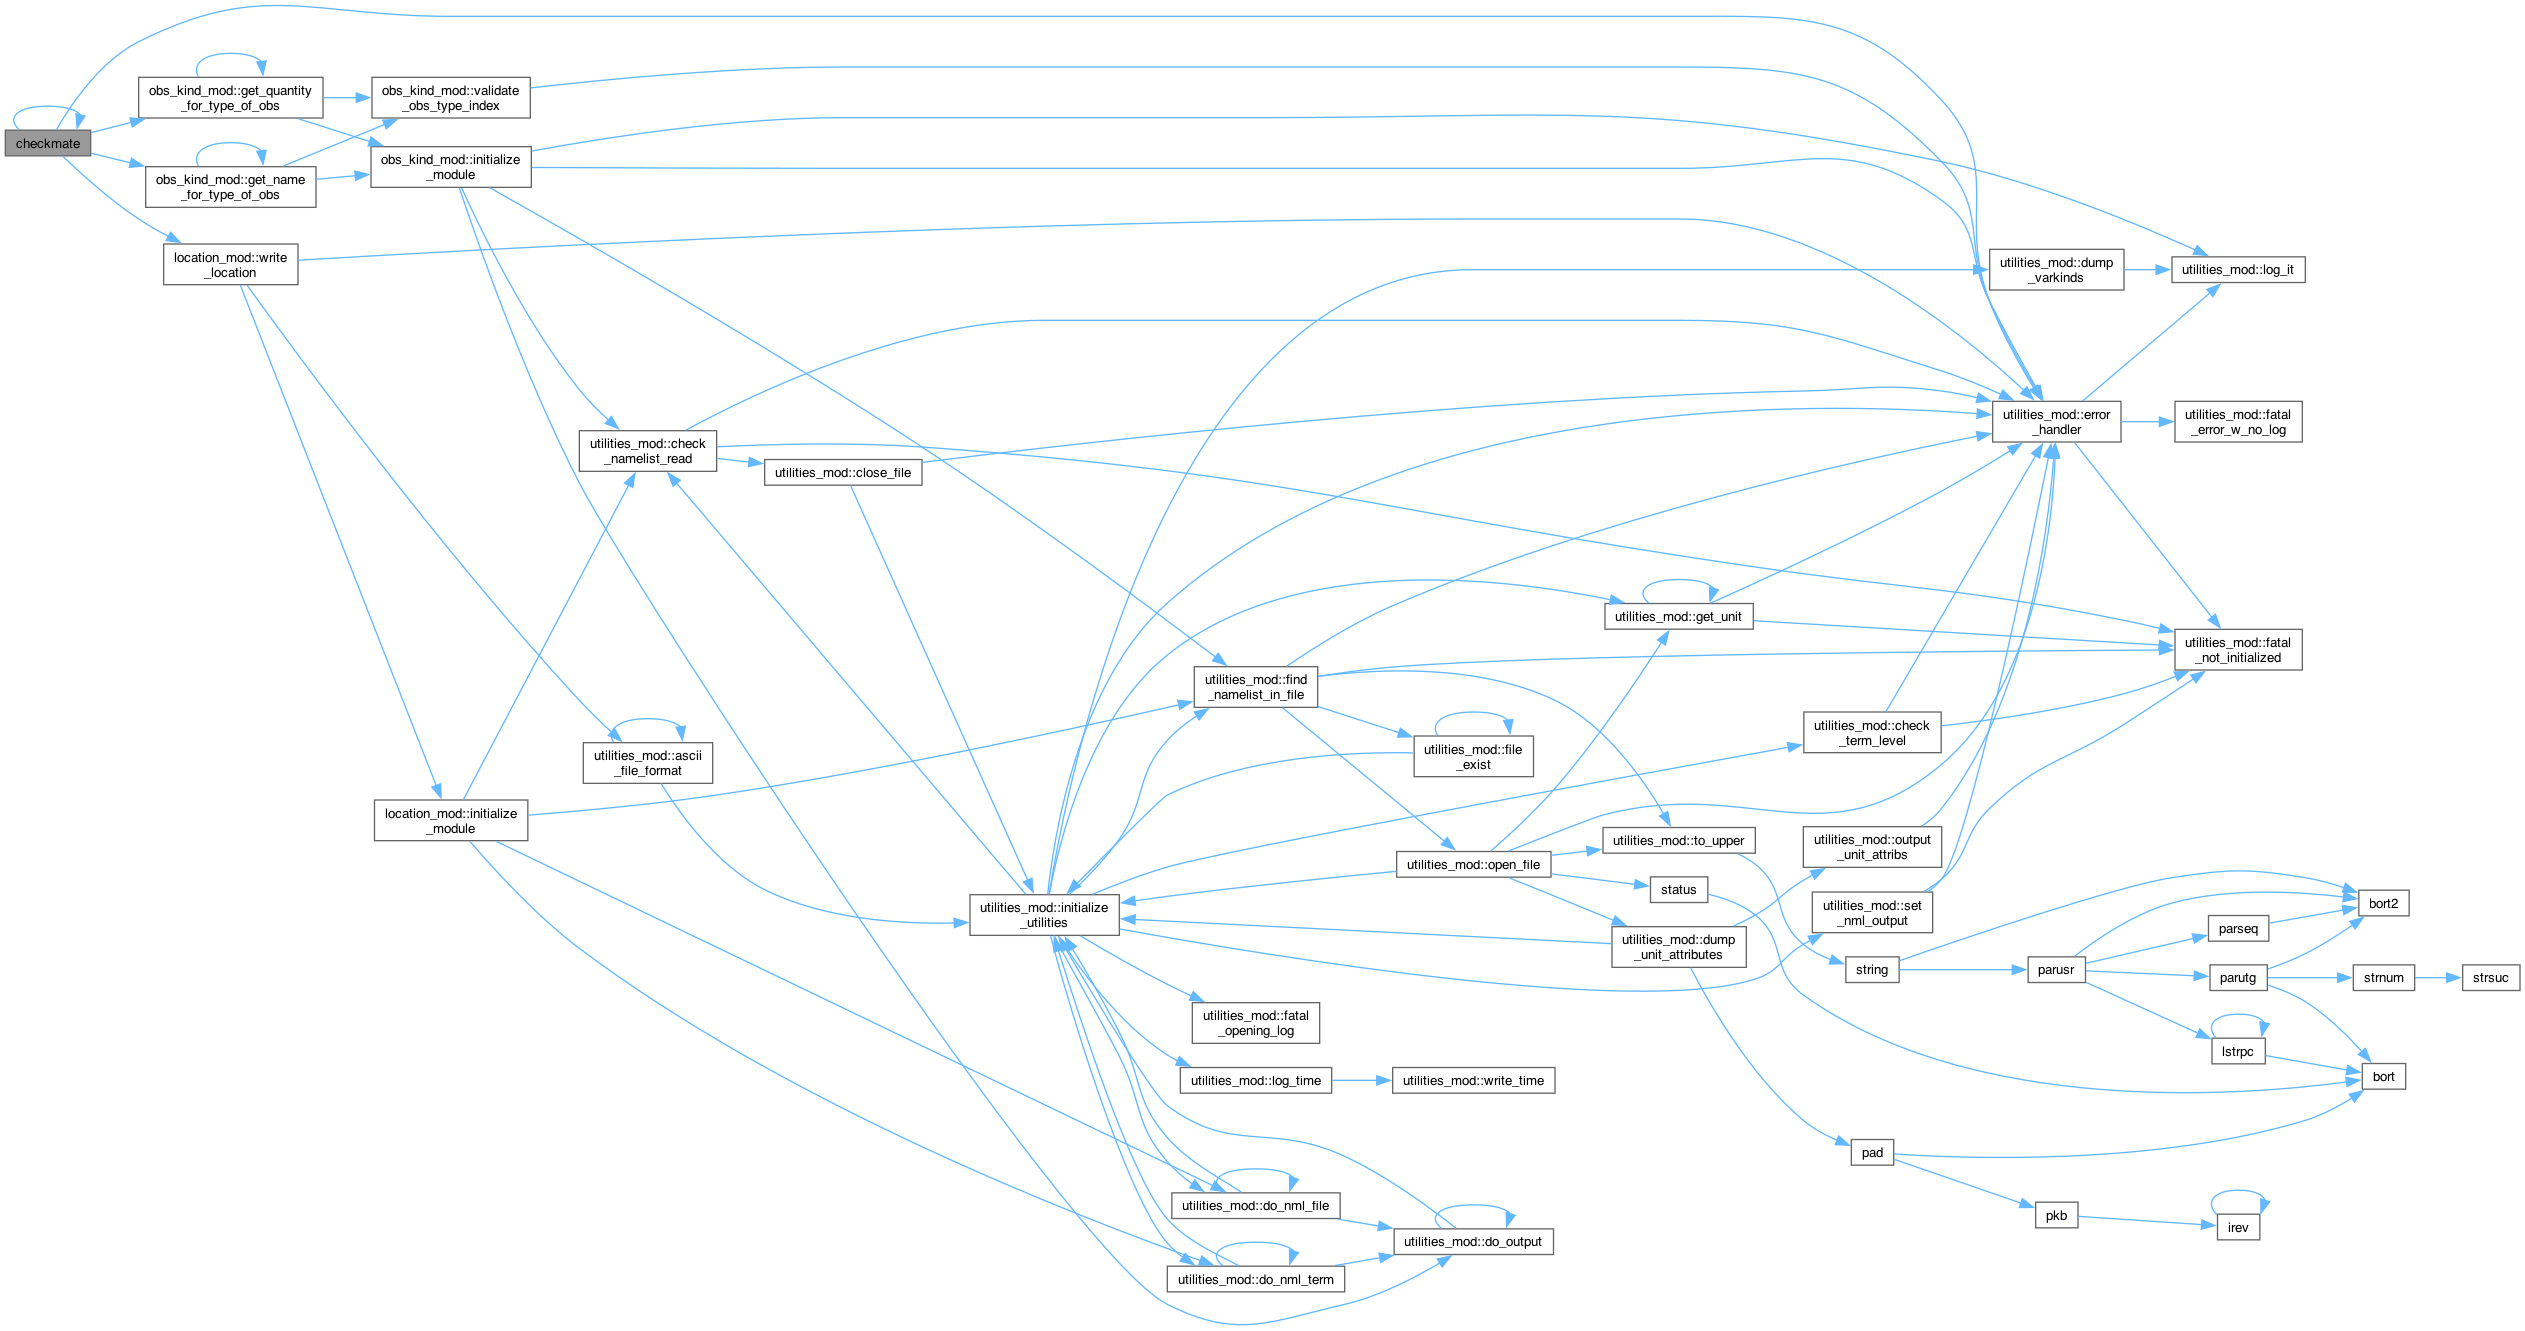 checkmate
obs_kind_mod::get_quantity
_for_type_of_obs
obs_kind_mod::get_name
_for_type_of_obs
location_mod::write
_location
obs_kind_mod::validate
_obs_type_index
obs_kind_mod::initialize
_module
location_mod::initialize
_module
utilities_mod::check
_namelist_read
utilities_mod::ascii
_file_format
utilities_mod::close_file
utilities_mod::initialize
_utilities
utilities_mod::find
_namelist_in_file
utilities_mod::fatal
_opening_log
utilities_mod::log_time
utilities_mod::do_nml_file
utilities_mod::do_nml_term
utilities_mod::file
_exist
utilities_mod::open_file
utilities_mod::write_time
utilities_mod::do_output
utilities_mod::get_unit
utilities_mod::to_upper
status
utilities_mod::dump
_unit_attributes
utilities_mod::check
_term_level
utilities_mod::output
_unit_attribs
utilities_mod::set
_nml_output
string
pad
utilities_mod::dump
_varkinds
utilities_mod::error
_handler
parusr
pkb
utilities_mod::log_it
utilities_mod::fatal
_error_w_no_log
utilities_mod::fatal
_not_initialized
parseq
parutg
lstrpc
irev
bort2
strnum
bort
strsuc